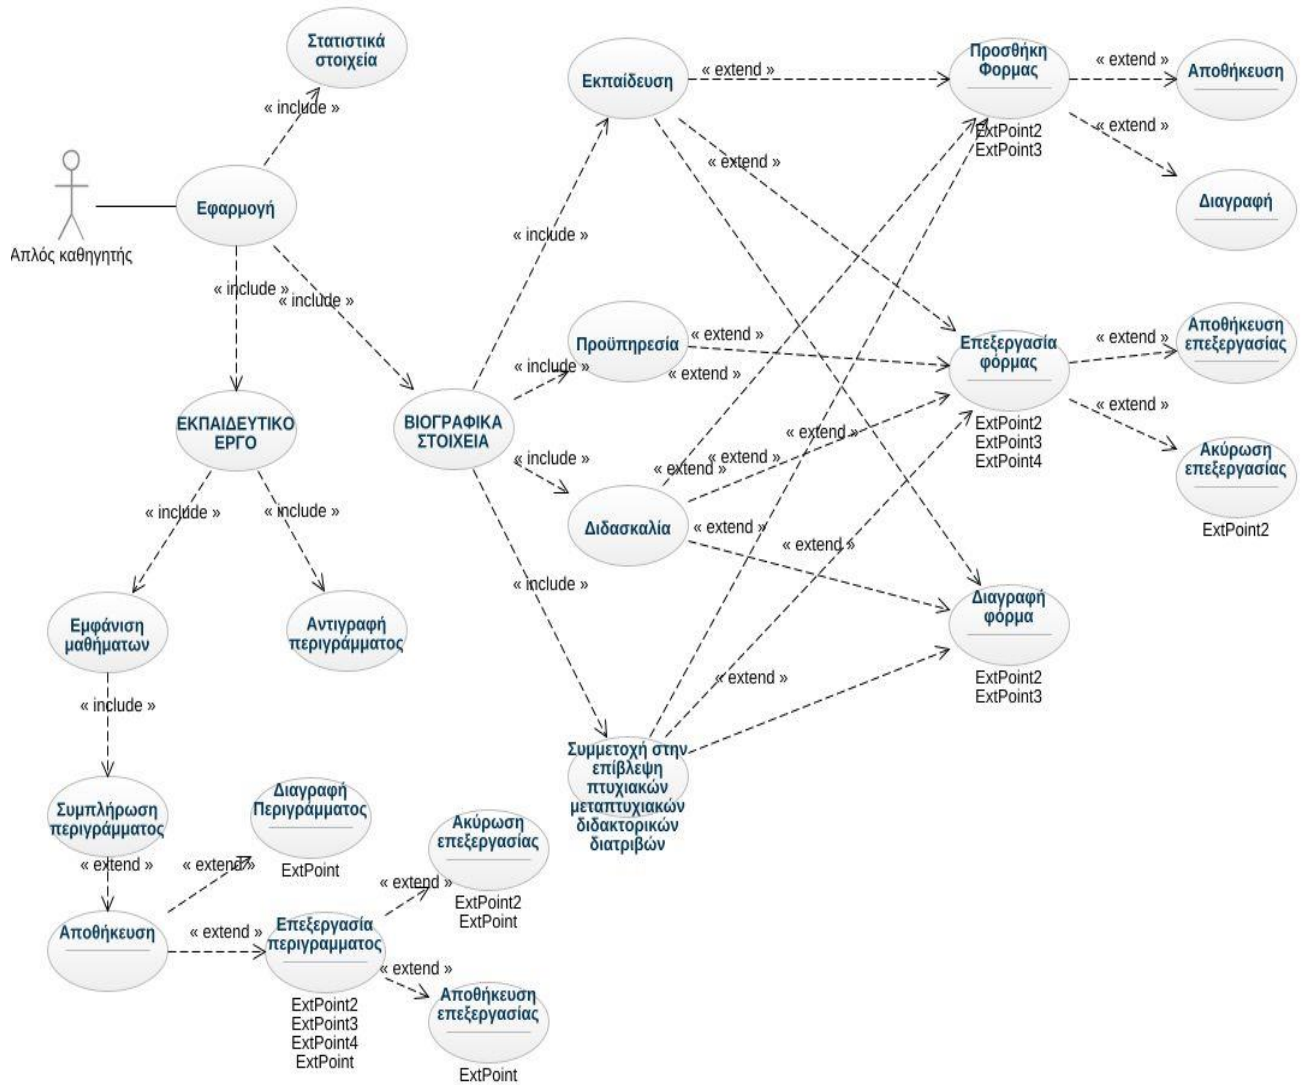 Στατιστικά
στοιχεία
« include »
Εφαρμογή
Απλός καθηγητής
« include »
« include »
ΕΚΠΑΙΔΕΥΤΙΚΟ
ΕΡΓΟ
ΒΙΟΓΡΑΦΙΚΑ
ΣΤΟΙΧΕΙΑ
« include »
« include »
« include »
« include »
Εκπαίδευση
Προϋπηρεσία
Διδασκαλία
Συμμετοχή στην
επίβλεψη
πτυχιακών
μεταπτυχιακών
διδακτορικών
διατριβών
« extend »
« extend »
« extend »
« extend »
« extend »
« extend »
« extend »
« extend »
« extend »
« extend »
Προσθήκη
Φορμας
ExtPoint2
ExtPoint3
« extend »
« extend »
Αποθήκευση
Διαγραφή
Επεξεργασία
φόρμας
ExtPoint2
ExtPoint3
ExtPoint4
« extend »
« extend »
Αποθήκευση
επεξεργασίας
Ακύρωση
επεξεργασίας
ExtPoint2
Διαγραφή
φόρμα
ExtPoint2
ExtPoint3
« include »
« include »
Εμφάνιση
μαθήματων
Αντιγραφή
περιγράμματος
« include »
Συμπλήρωση
περιγράμματος
« extend »
« extend »
Διαγραφή
Περιγράμματος
ExtPoint
Αποθήκευση
« extend »
Επεξεργασία
περιγραμματος
ExtPoint2
ExtPoint3
ExtPoint4
ExtPoint
« extend »
« extend »
Ακύρωση
επεξεργασίας
ExtPoint2
ExtPoint
Αποθήκευση
επεξεργασίας
ExtPoint